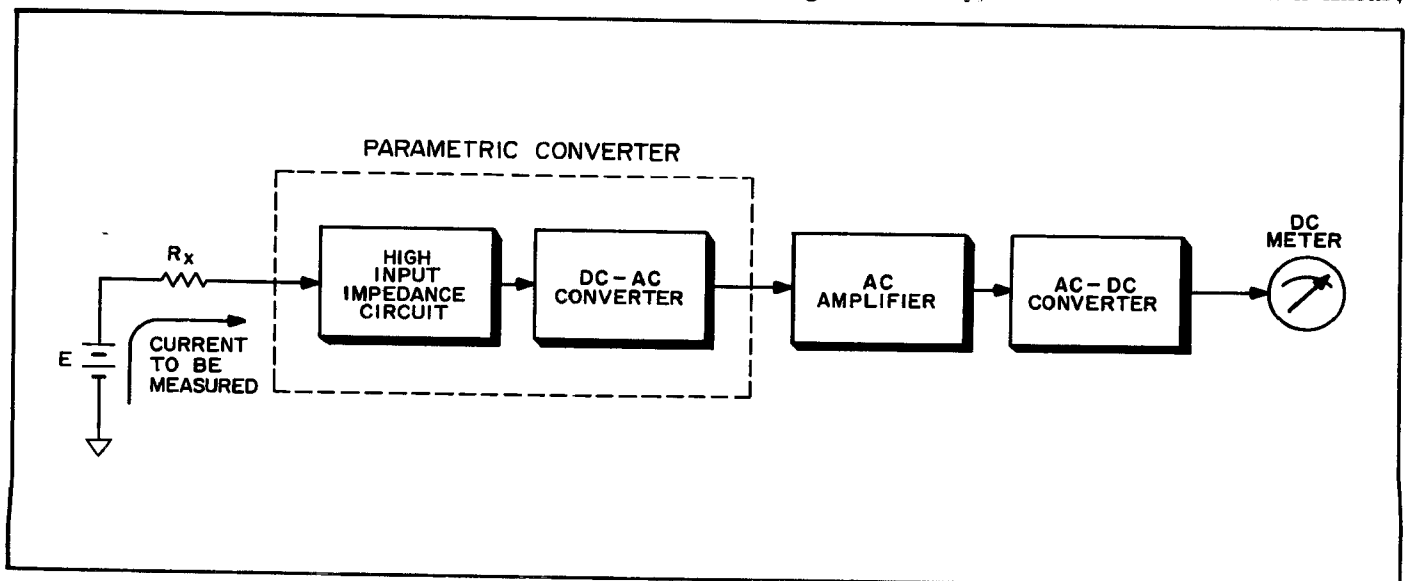 PARAMETRIC CONVERTER
Rx
HIGH
INPUT
IMPEDANCE
CIRCUIT
DC-AC
CONVERTER
AC
AMPLIFIER
AC-DC
CONVERTER
DC
METER
E
CURRENT
TO BE
MEASURED